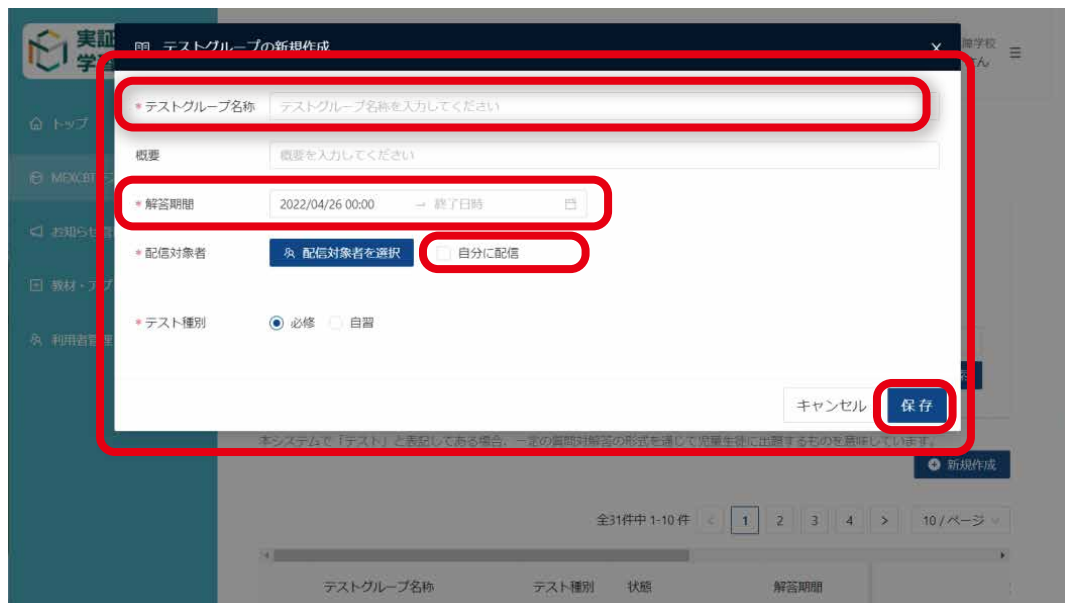 実証
学習
テストグループの新規作成
× 
学校
さん
トップ
* テストグループ名称 テストグループ名称を入力してください
概要 概要を入力してください
MEXCBT
* 解答期間 2022/04/26 00:00 → 終了日時
お知らせ
* 配信対象者 配信対象者を選択 自分に配信
教材・アプ
* テスト種別 必修 自習
利用者管理
キャンセル 保存
本システムで「テスト」と表記してある場合、一定の質問対解答の形式を通じて児童生徒に出題するものを意味しています。
新規作成
全31件中 1-10 件 < 1 2 3 4 > 10 / ページ
テストグループ名称 テスト種別 状態 解答期間